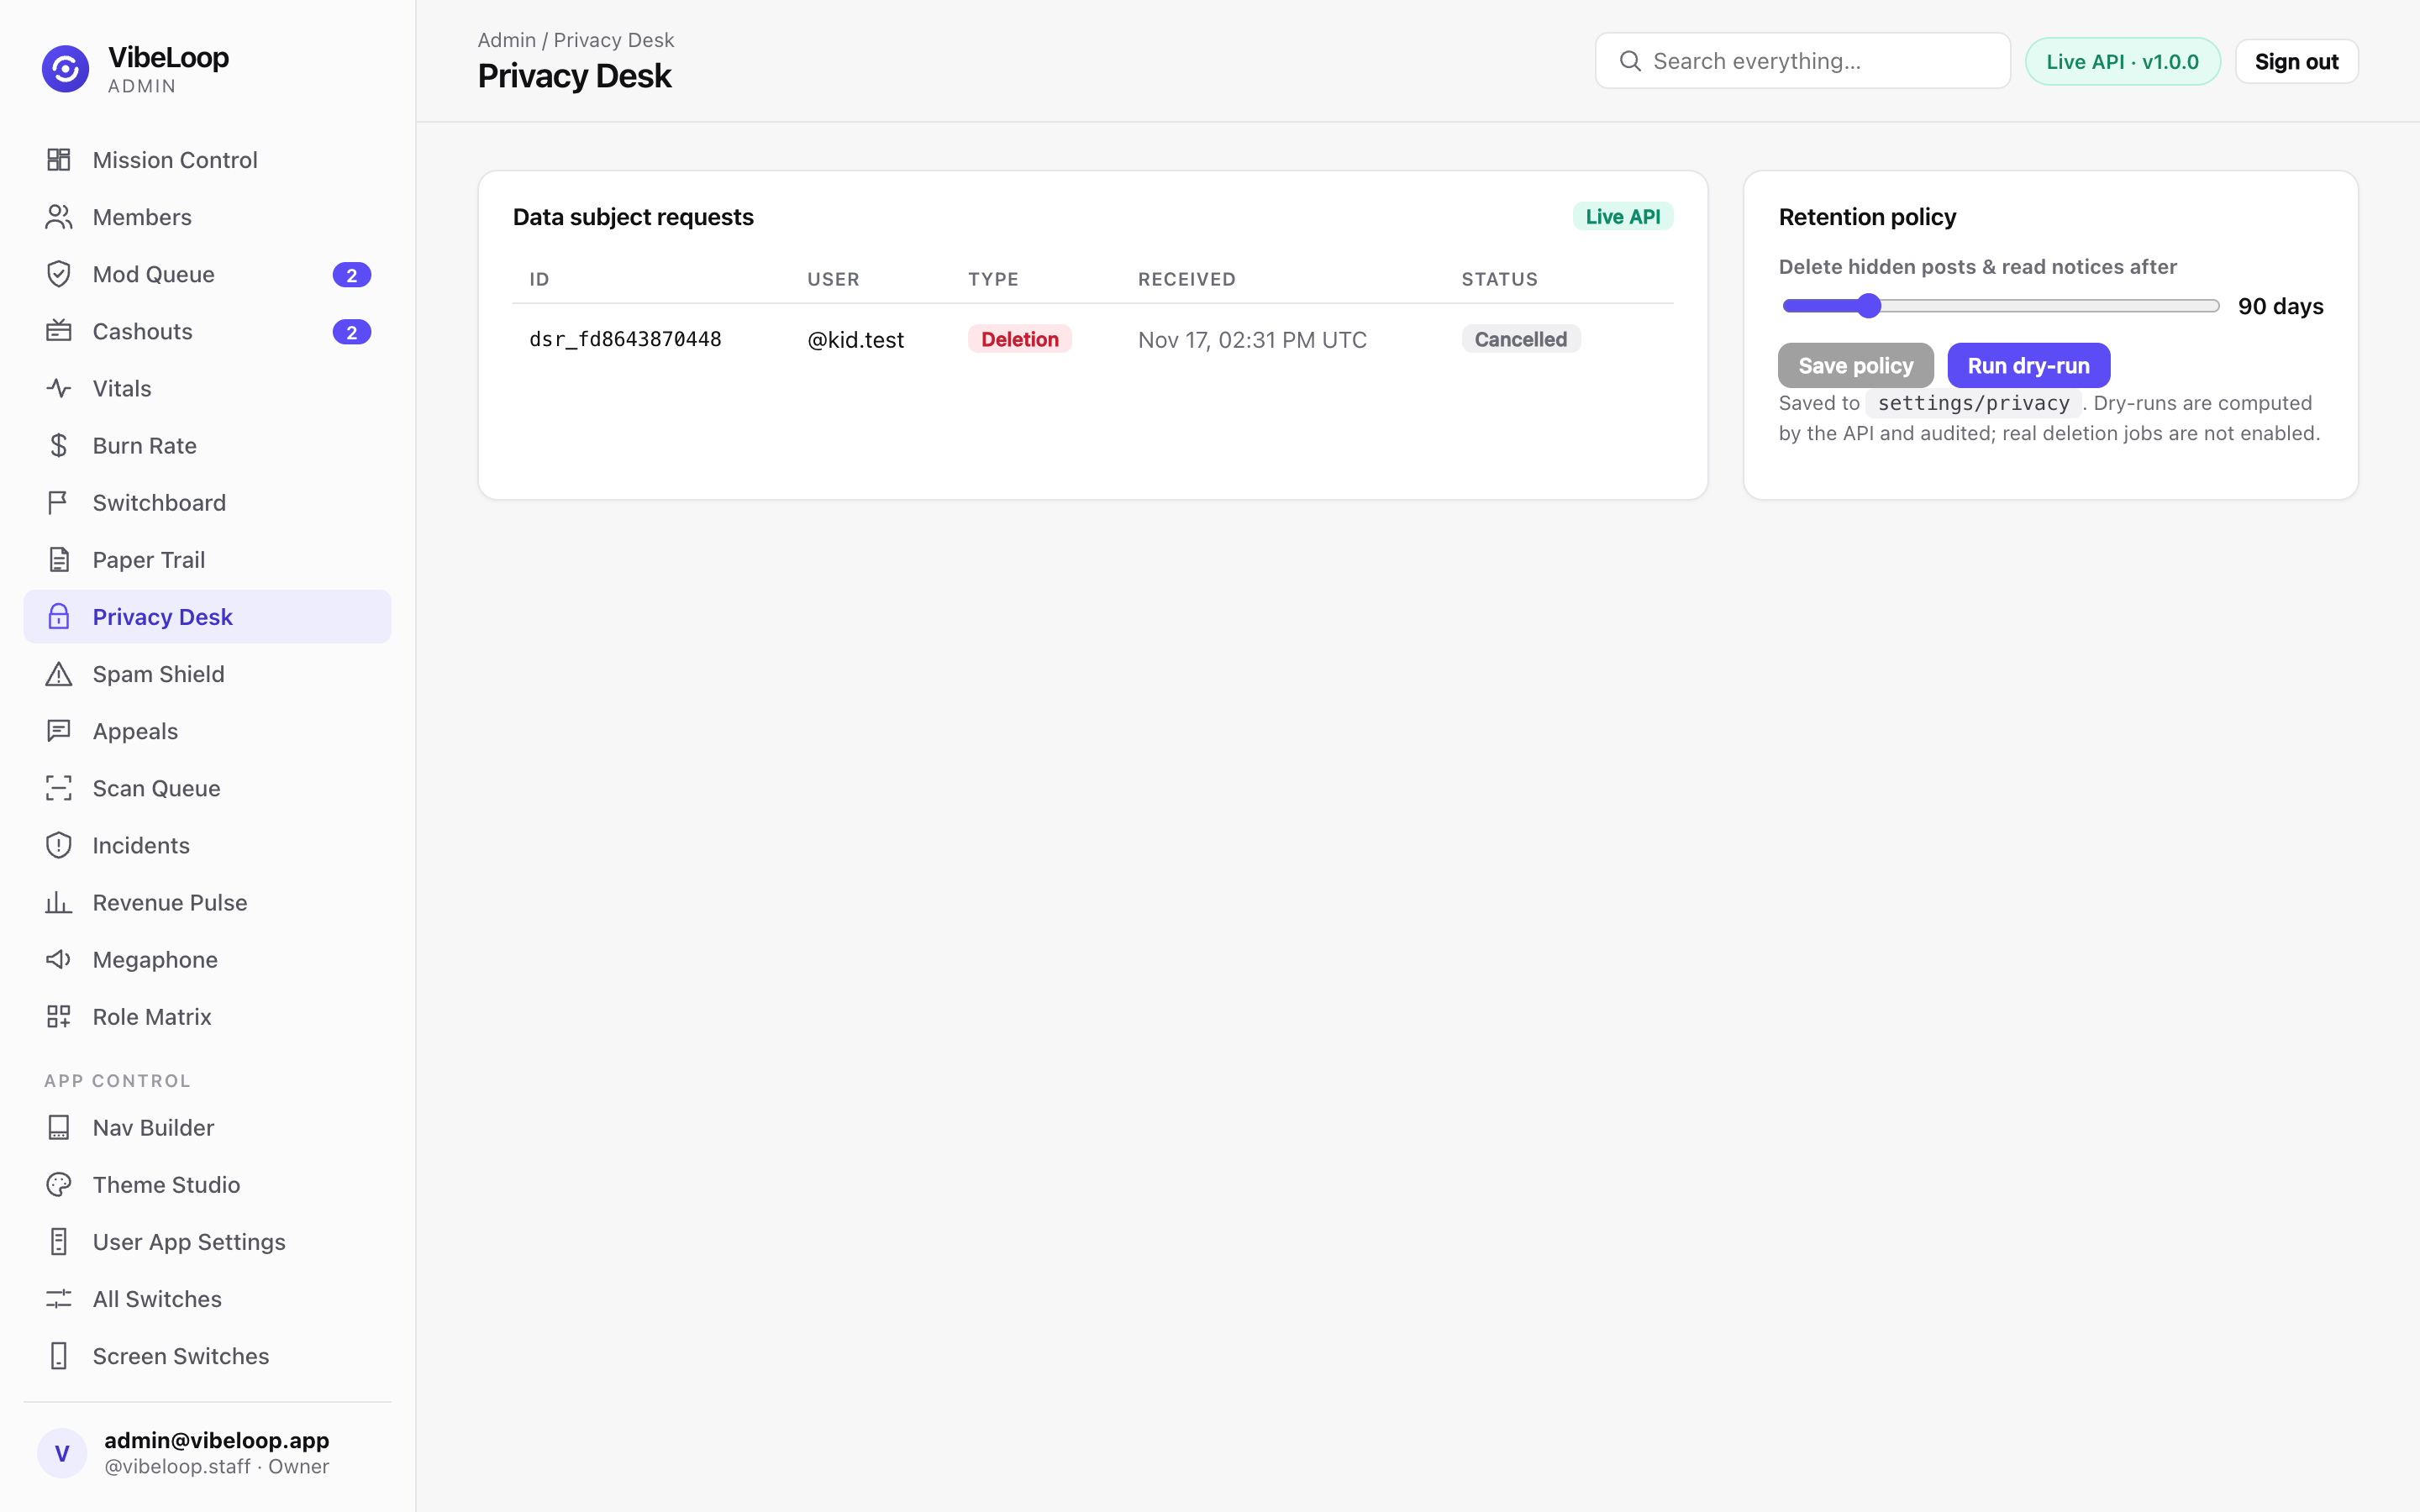 VibeLoop
ADMIN
Mission Control
Members
Mod Queue 2
Cashouts 2
Vitals
Burn Rate
Switchboard
Paper Trail
Privacy Desk
Spam Shield
Appeals
Scan Queue
Incidents
Revenue Pulse
Megaphone
Role Matrix
APP CONTROL
Nav Builder
Theme Studio
User App Settings
All Switches
Screen Switches
V
admin@vibeloop.app
@vibeloop.staff · Owner
Admin / Privacy Desk
Privacy Desk
Search everything...
Live API · v1.0.0
Sign out
Data subject requests
Live API
ID USER TYPE RECEIVED STATUS
dsr_fd8643870448 @kid.test Deletion Nov 17, 02:31 PM UTC Cancelled
Retention policy
Delete hidden posts & read notices after
90 days
Save policy Run dry-run
Saved to settings/privacy . Dry-runs are computed
by the API and audited; real deletion jobs are not enabled.